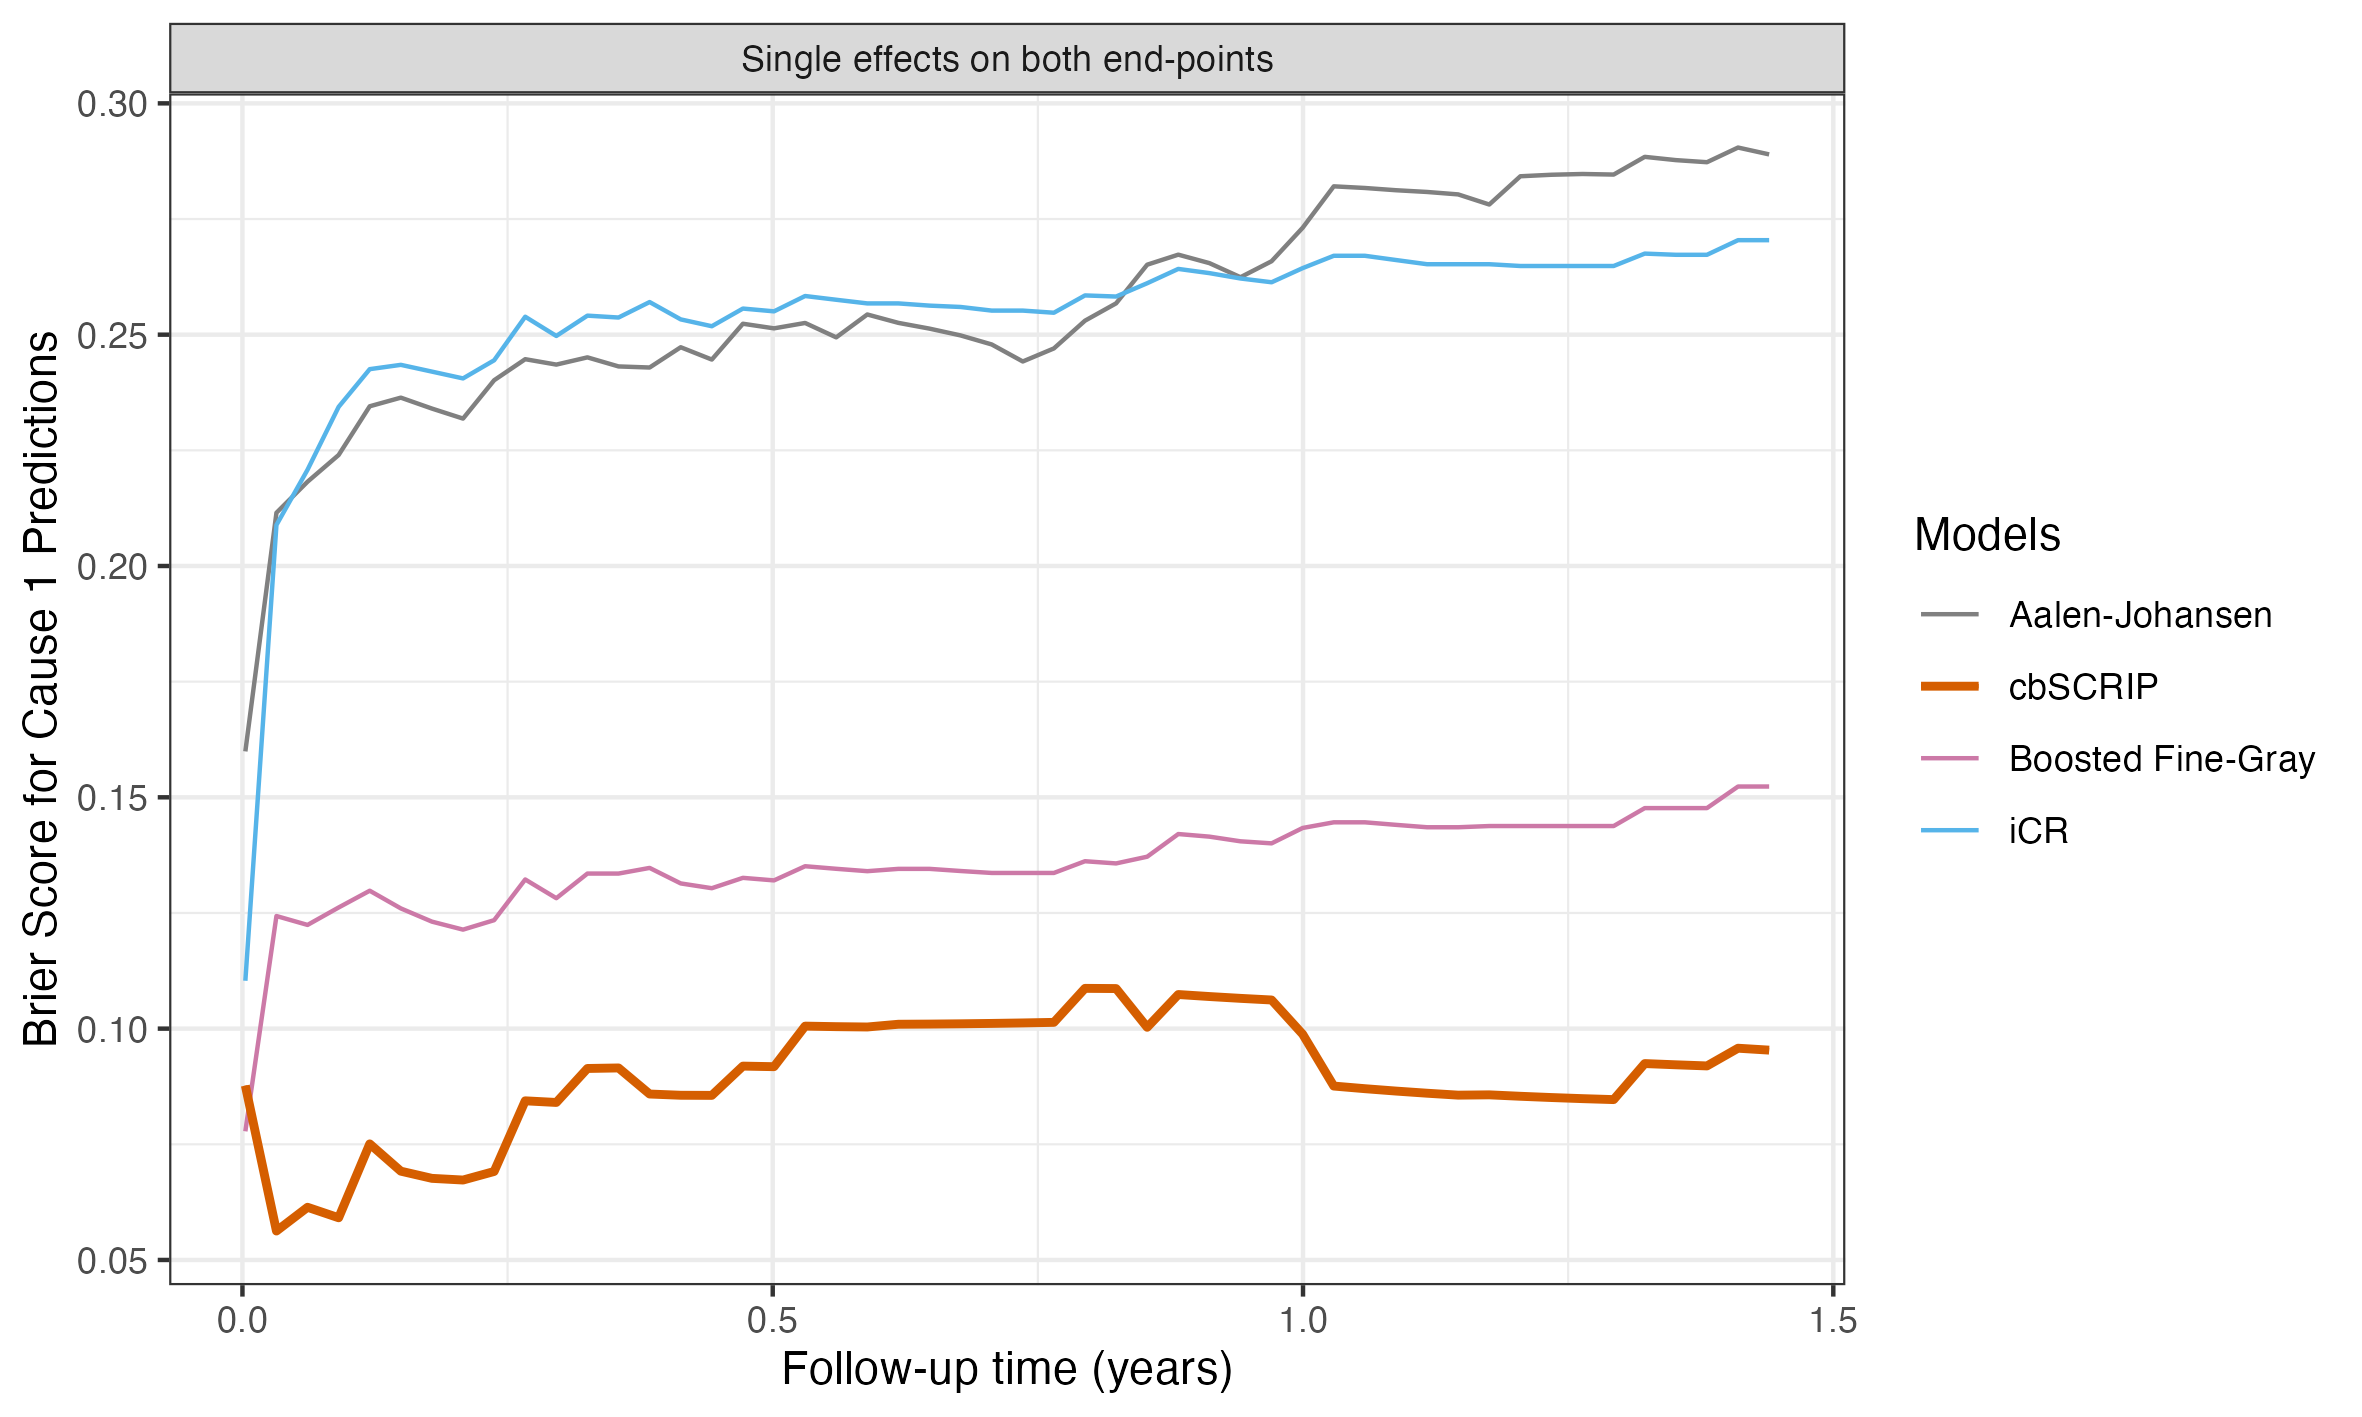 Single effects on both end-points
0.30
0.25
0.20
0.15
0.10
0.05
Brier Score for Cause 1 Predictions
0.0
0.5
1.0
1.5
Follow-up time (years)
Models
Aalen-Johansen
cbSCRIP
Boosted Fine-Gray
iCR